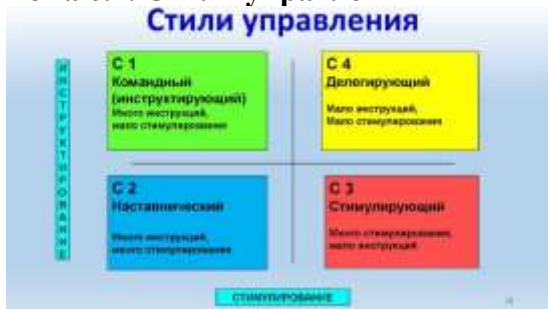 Стили управления
С 1
Командный
(инструктирующий)
Много инструкций,
мало стимулирования
С 4
Делегирующий
Мало инструкций,
Мало стимулирования
ИНСТРУКТИРОВАНИЕ
С 2
Наставнический
Много инструкций,
много стимулирования
С 3
Стимулирующий
Много стимулирования,
мало инструкций
СТИМУЛИРОВАНИЕ